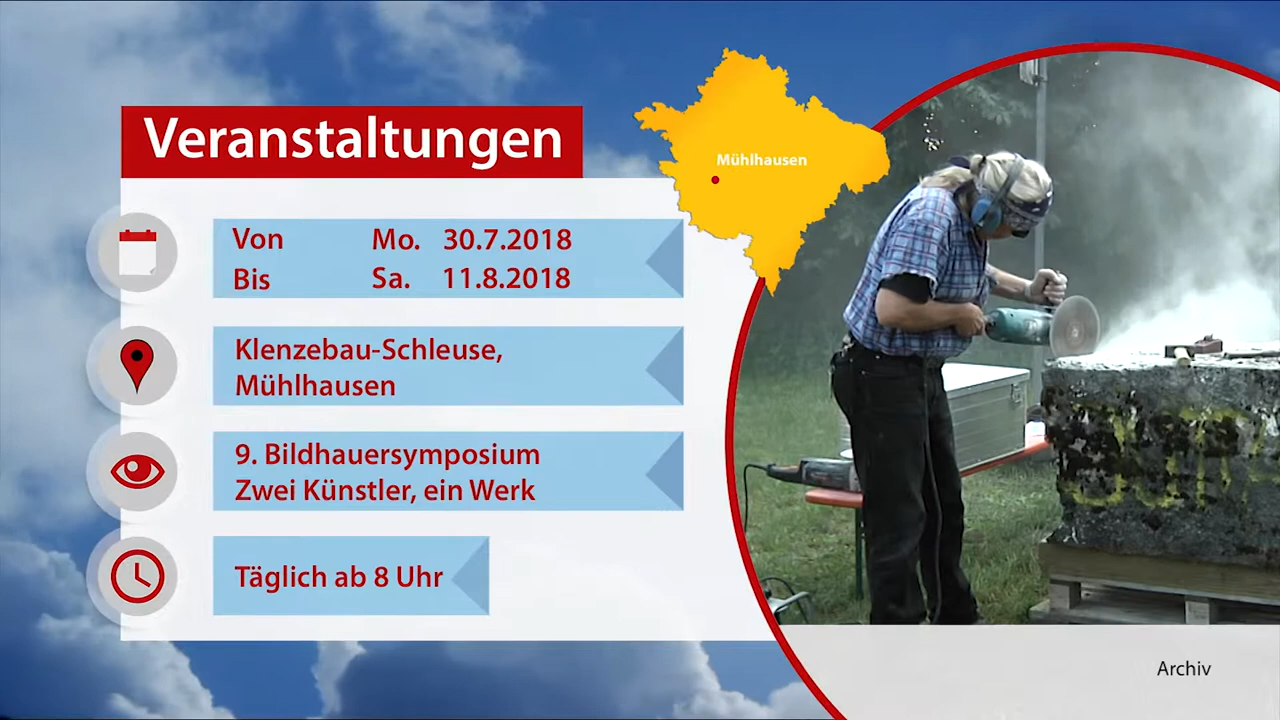 Veranstaltungen
Mühlhausen
Von Mo. 30.7.2018
Bis Sa. 11.8.2018
Klenzebau-Schleuse,
Mühlhausen
9. Bildhauersymposium
Zwei Künstler, ein Werk
Täglich ab 8 Uhr
Archiv